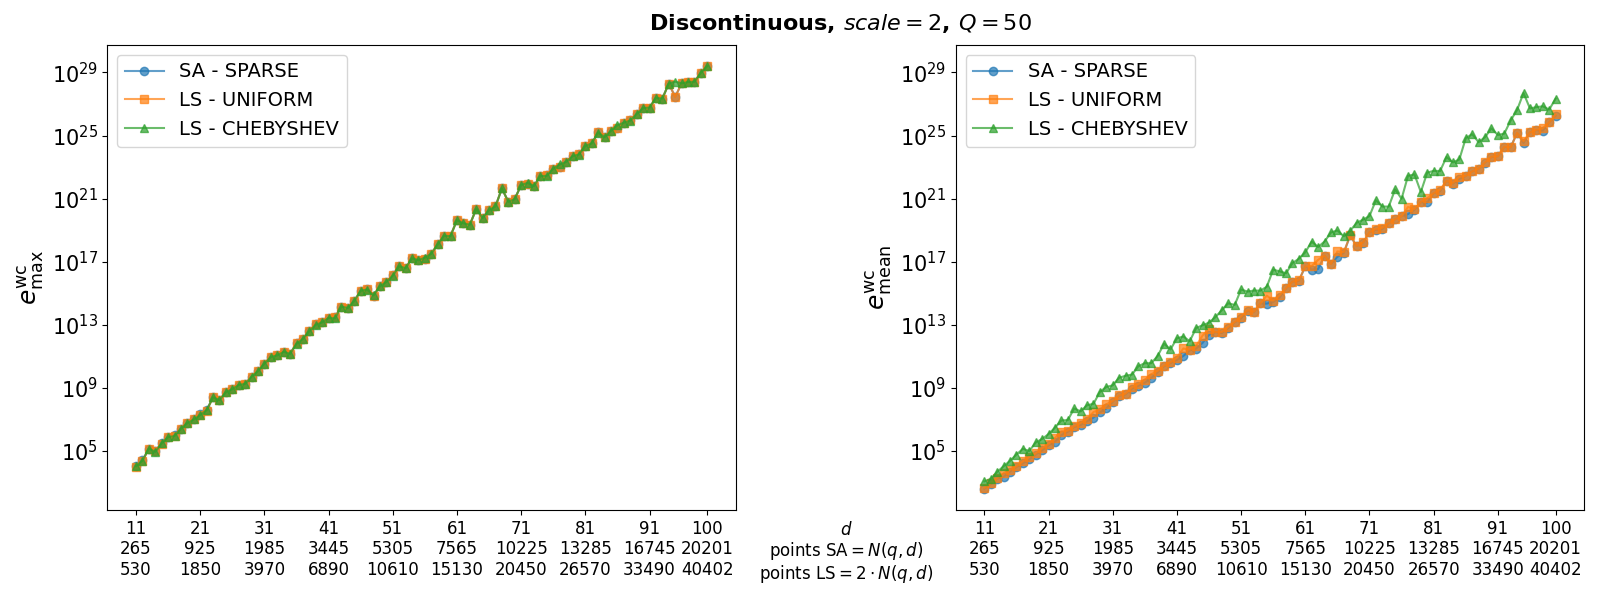 Discontinuous, scale = 2, Q = 50
SA - SPARSE
LS - UNIFORM
LS - CHEBYSHEV
10^29
10^25
10^21
10^17
10^13
10^9
10^5
e^wc_max
11 21 31 41 51 61 71 81 91 100
265 925 1985 3445 5305 7565 10225 13285 16745 20201
530 1850 3970 6890 10610 15130 20450 26570 33490 40402
d
points SA = N(q, d)
points LS = 2 · N(q, d)
SA - SPARSE
LS - UNIFORM
LS - CHEBYSHEV
10^29
10^25
10^21
10^17
10^13
10^9
10^5
e^wc_mean
11 21 31 41 51 61 71 81 91 100
265 925 1985 3445 5305 7565 10225 13285 16745 20201
530 1850 3970 6890 10610 15130 20450 26570 33490 40402